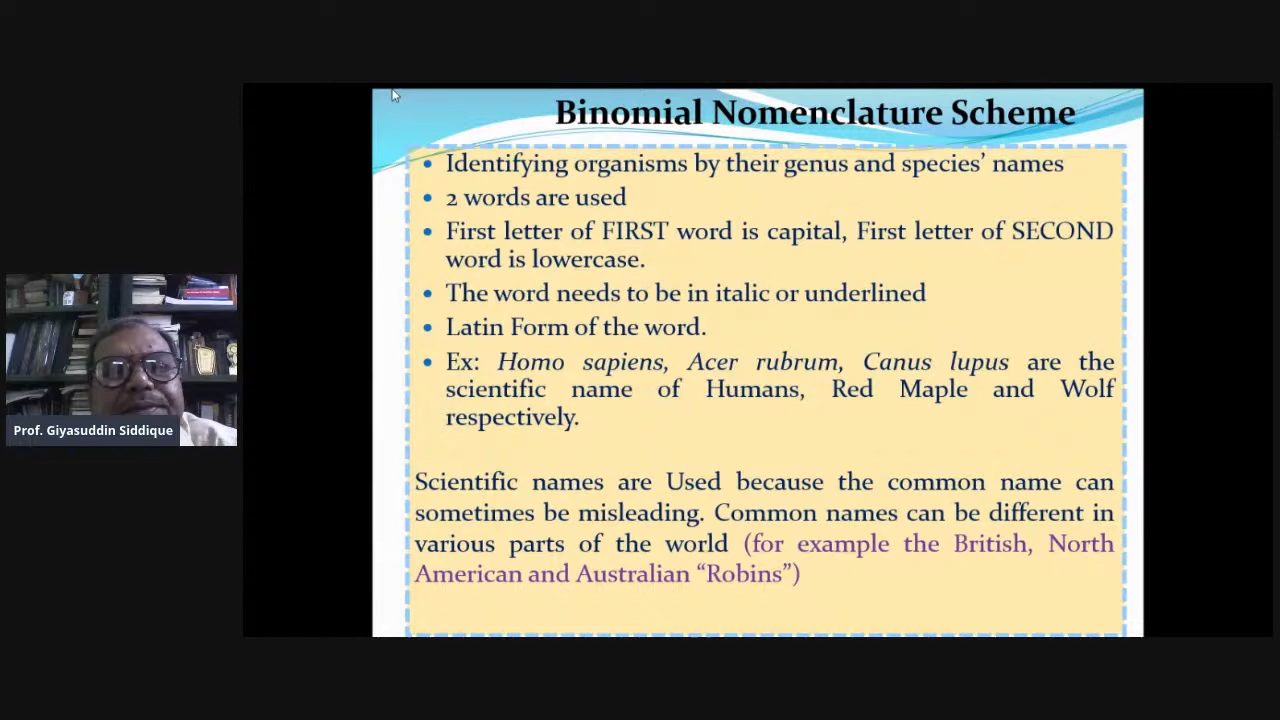 Binomial Nomenclature Scheme
• Identifying organisms by their genus and species’ names
• 2 words are used
• First letter of FIRST word is capital, First letter of SECOND
word is lowercase.
• The word needs to be in italic or underlined
• Latin Form of the word.
• Ex: Homo sapiens, Acer rubrum, Canus lupus are the
scientific name of Humans, Red Maple and Wolf
respectively.
Scientific names are Used because the common name can
sometimes be misleading. Common names can be different in
various parts of the world (for example the British, North
American and Australian “Robins”)
Prof. Giyasuddin Siddique